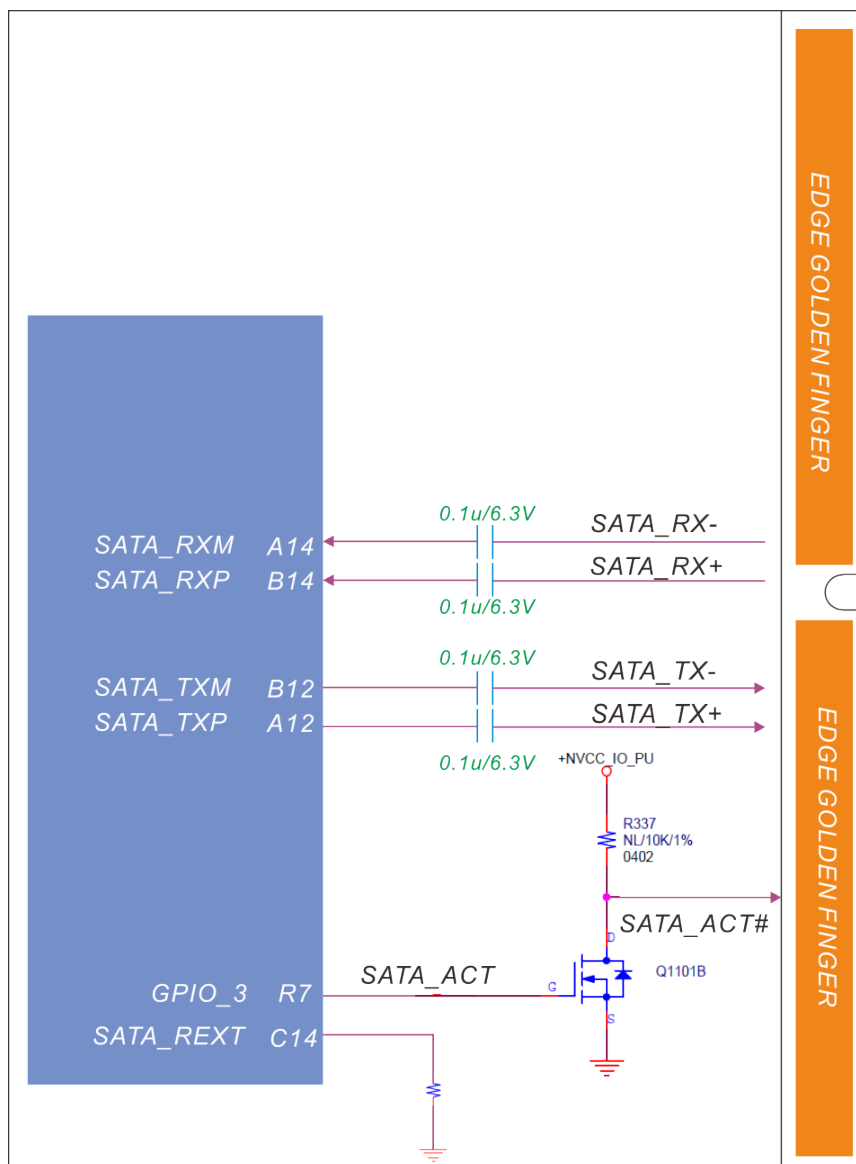 EDGE GOLDEN FINGER
0.1u/6.3V
SATA_RX-
SATA_RXM A14
SATA_RX+
SATA_RXP B14
0.1u/6.3V
0.1u/6.3V
SATA_TX-
SATA_TXM B12
SATA_TX+
SATA_TXP A12
0.1u/6.3V
+NVCC_IO_PU
R337
NL/10K/1%
0402
SATA_ACT#
D
Q1101B
SATA_ACT
G
GPIO_3 R7
S
SATA_REXT C14
EDGE GOLDEN FINGER